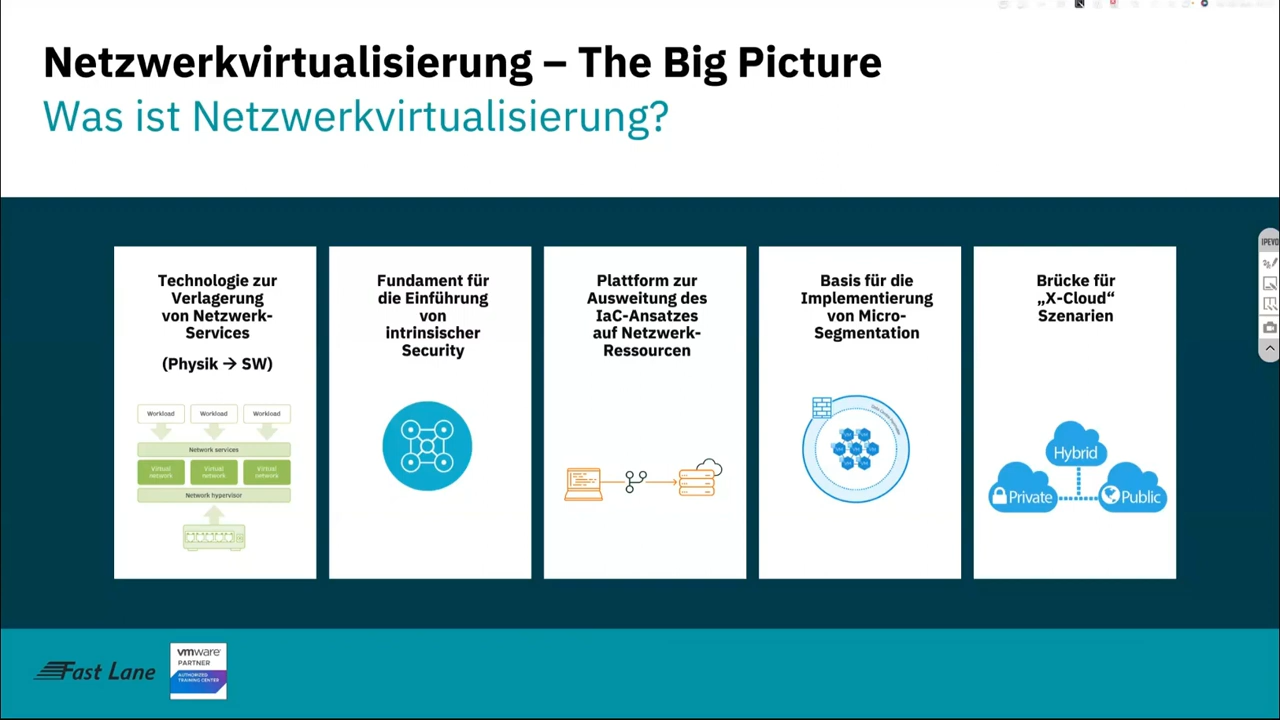 Netzwerkvirtualisierung – The Big Picture
Was ist Netzwerkvirtualisierung?
Technologie zur
Verlagerung
von Netzwerk-
Services
(Physik → SW)
Workload
Workload
Workload
Network services
Virtual
network
Virtual
network
Virtual
network
Network hypervisor
Fundament für
die Einführung
von
intrinsischer
Security
Plattform zur
Ausweitung des
IaC-Ansatzes
auf Netzwerk-
Ressourcen
Basis für die
Implementierung
von Micro-
Segmentation
Brücke für
„X-Cloud“
Szenarien
Hybrid
Private
Public
IPEVO
Fast Lane
vmware
PARTNER
AUTHORIZED
TRAINING CENTER